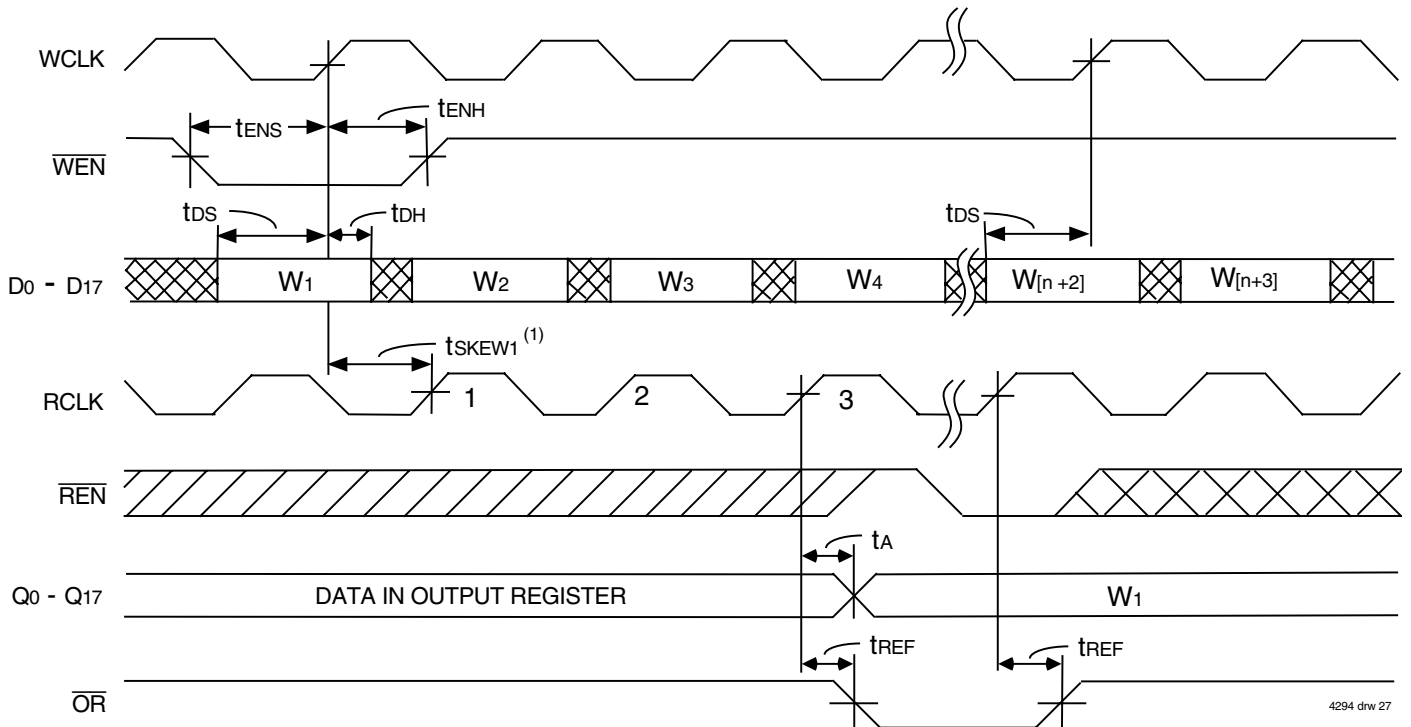 WCLK
tENS
tENH
WEN
tDS
tDH
tDS
D0 - D17
W1
W2
W3
W4
W[n +2]
W[n+3]
tSKEW1 (1)
RCLK
1
2
3
REN
tA
Q0 - Q17
DATA IN OUTPUT REGISTER
W1
tREF
tREF
OR
4294 drw 27